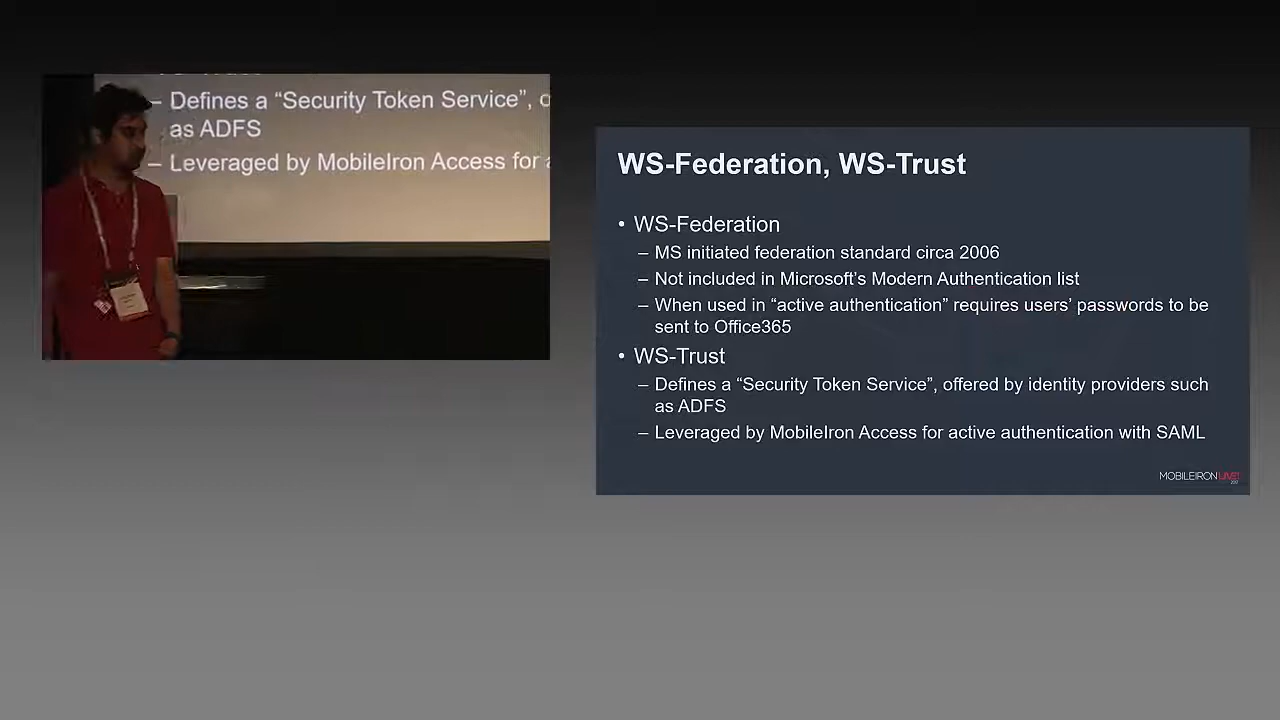 Defines a “Security Token Service”, o
as ADFS
– Leveraged by MobileIron Access for a
WS-Federation, WS-Trust
• WS-Federation
– MS initiated federation standard circa 2006
– Not included in Microsoft’s Modern Authentication list
– When used in “active authentication” requires users’ passwords to be
sent to Office365
• WS-Trust
– Defines a “Security Token Service”, offered by identity providers such
as ADFS
– Leveraged by MobileIron Access for active authentication with SAML
MOBILEIRON LIVE!
2017